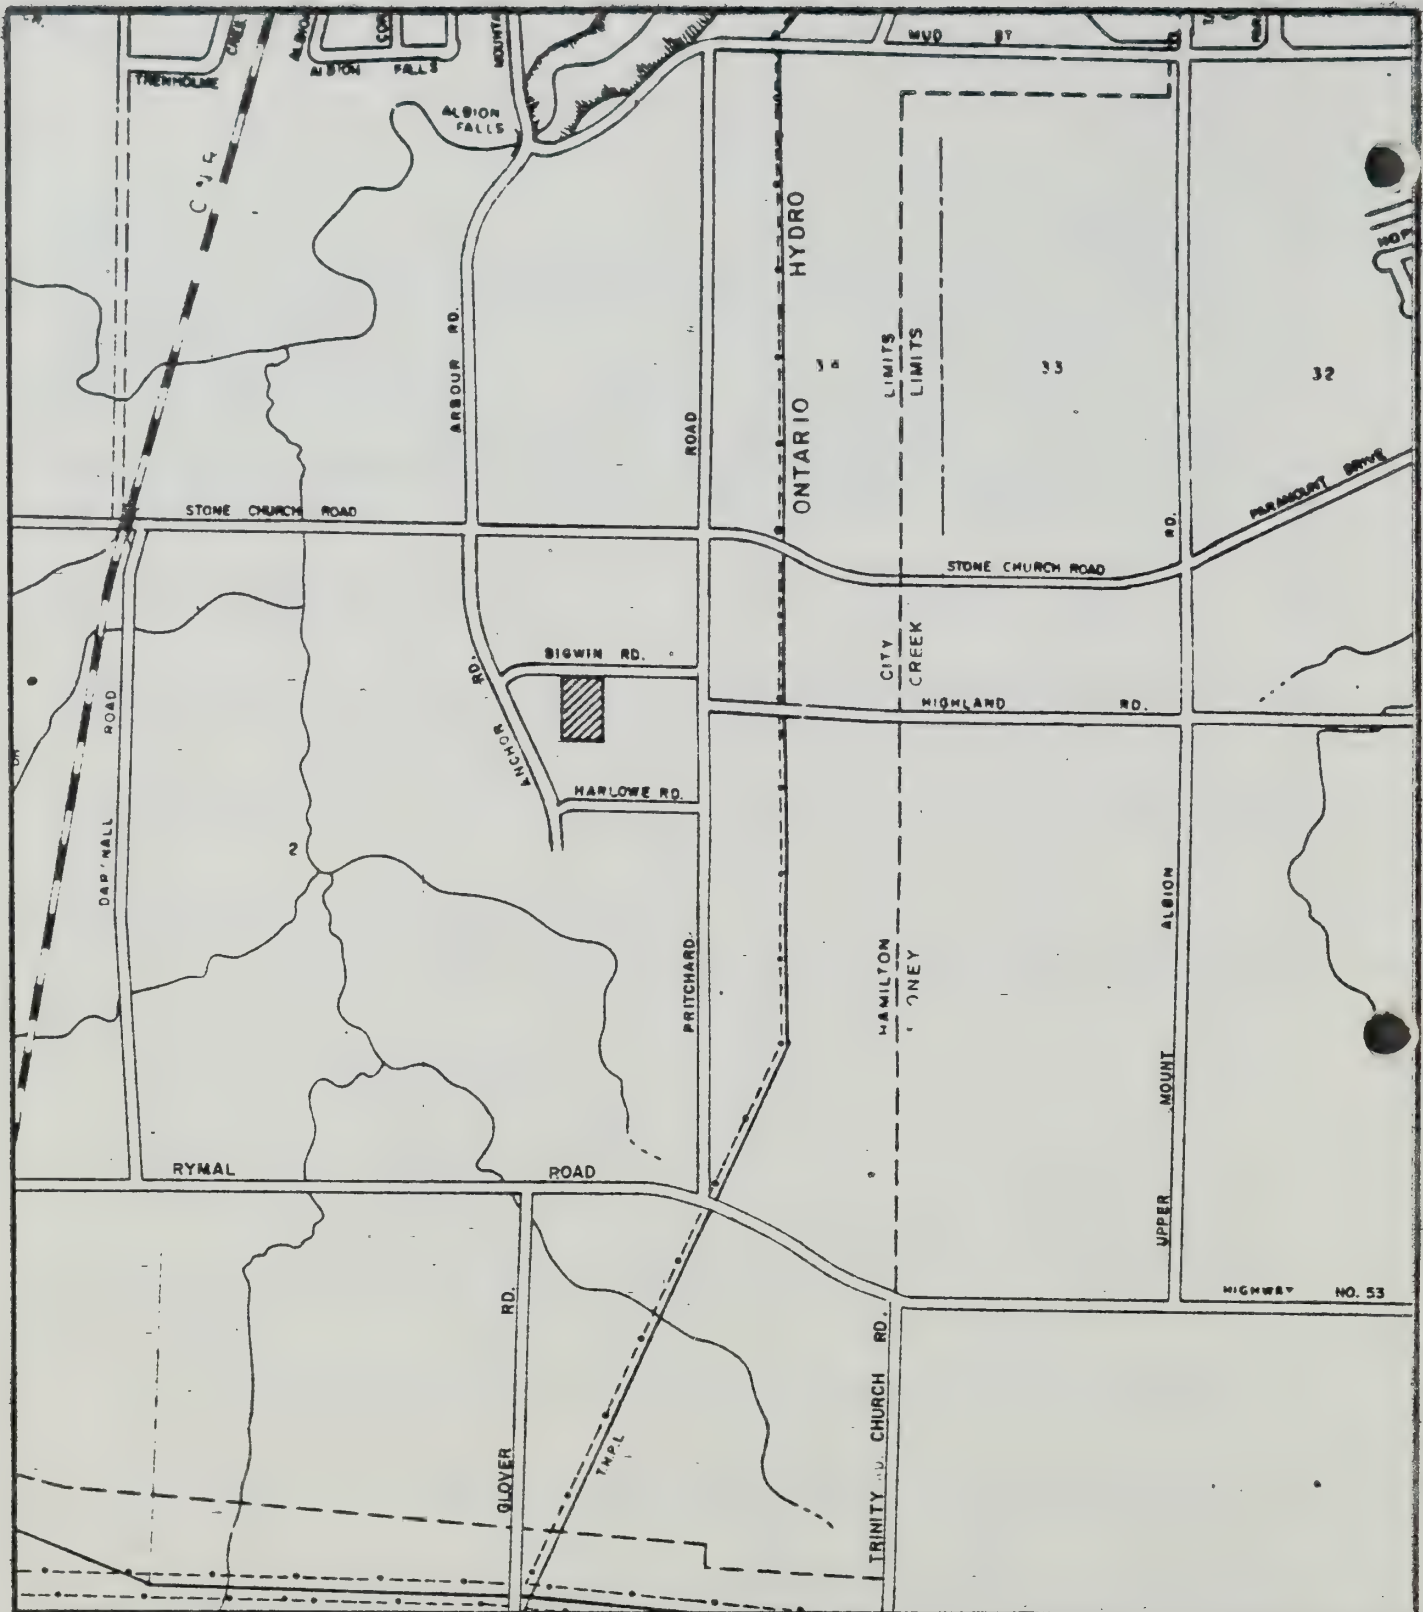 TRENHOLME
ALBION FALLS
ALBION
FALLS
MUD ST
HYDRO
ONTARIO
ARBOUR RD.
ROAD
LIMITS
LIMITS
33
32
STONE CHURCH ROAD
PARAMOUNT DRIVE
RD.
STONE CHURCH ROAD
CITY
CREEK
BIGWIN RD.
ANCHOR RD.
HIGHLAND RD.
HARLOWE RD.
ROAD
2
PRITCHARD
HAMILTON
ALBION
MOUNT
UPPER
RYMAL ROAD
HIGHWAY NO. 53
GLOVER RD.
T.H.P.L
TRINITY CHURCH RD.